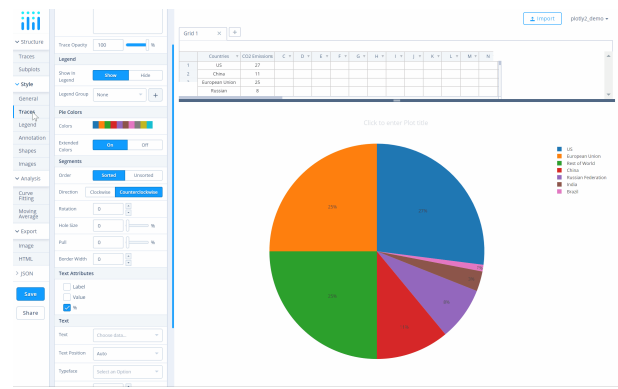 Import
plotly2_demo
Grid 1
×
+
Structure
Traces
Subplots
Style
General
Traces
Legend
Annotation
Shapes
Images
Analysis
Curve
Fitting
Moving
Average
Export
Image
HTML
JSON
Save
Share
Trace Opacity 100 %
Legend
Show in
Legend
Show Hide
Legend Group None +
Pie Colors
Colors
Extended
Colors
On Off
Segments
Order Sorted Unsorted
Direction Clockwise Counterclockwise
Rotation 0
Hole Size 0 %
Pull 0 %
Border Width 0
Text Attributes
Label
Value
%
Text
Text Choose data...
Text Position Auto
Typeface Select an Option
Countries CO2 Emissions C D E F G H I J K L M N
1 US 27
2 China 11
European Union 25
Russian 8
Click to enter Plot title
US
European Union
Rest of World
China
Russian Federation
India
Brazil
25%